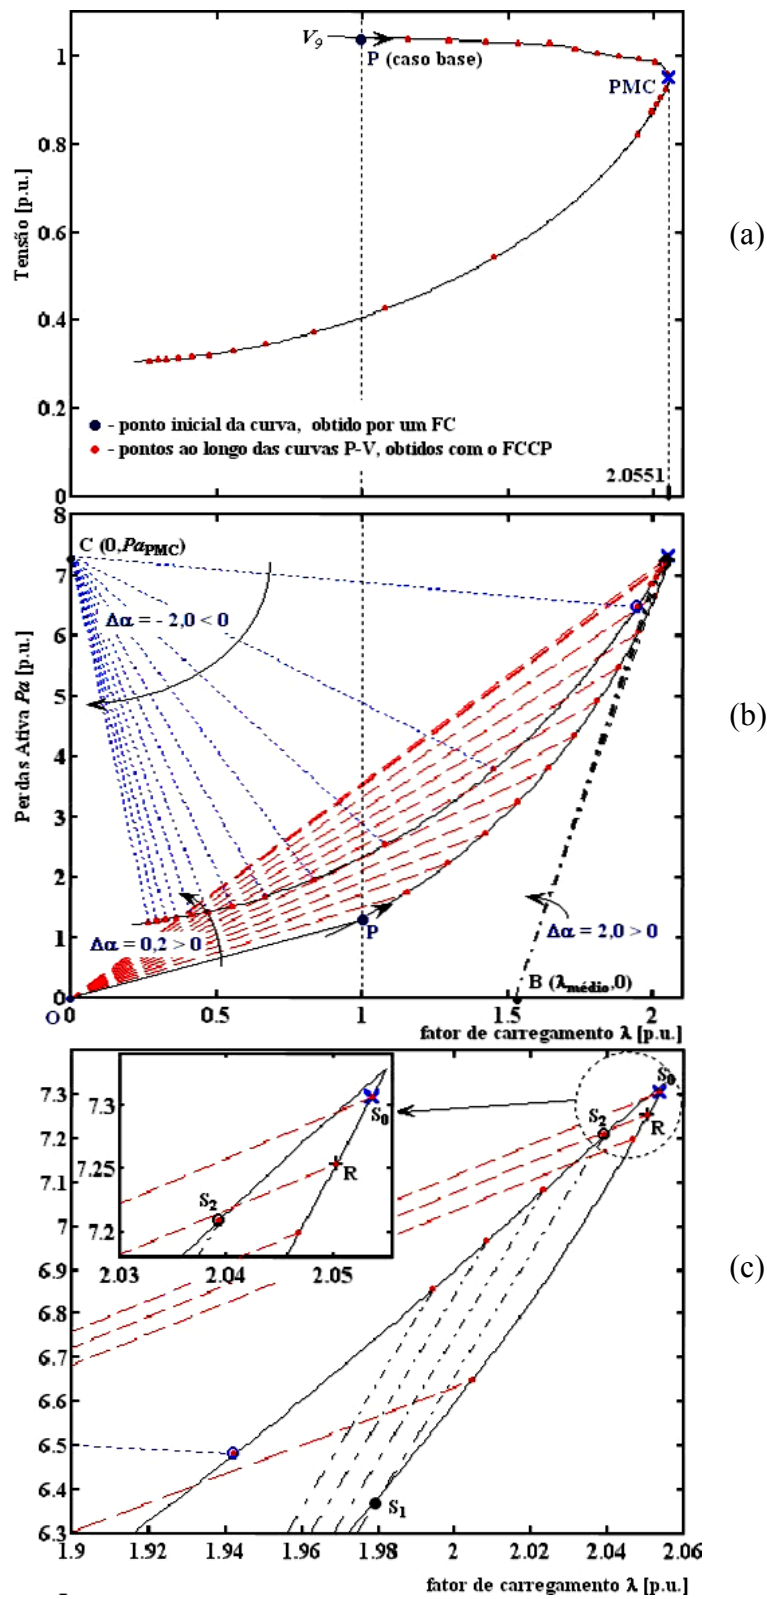 1
0.8
0.6
0.4
0.2
0
Tensão [p.u.]
V9
P (caso base)
PMC
- ponto inicial da curva, obtido por um FC
- pontos ao longo das curvas P-V, obtidos com o FCCP
2.0551
(a)
8
7
6
5
4
3
2
1
0
Perdas Ativa Pa [p.u.]
C (0,PaPMC)
Δα = - 2,0 < 0
Δα = 0,2 > 0
P
Δα = 2,0 > 0
B (λmédio,0)
O
0
0.5
1
1.5
2
fator de carregamento λ [p.u.]
(b)
7.3
7.2
7.1
7
6.9
6.8
6.7
6.6
6.5
6.4
6.3
7.3
7.25
7.2
2.03
2.04
2.05
S0
R
S2
S0
S2
R
S1
1.9
1.92
1.94
1.96
1.98
2
2.02
2.04
2.06
fator de carregamento λ [p.u.]
(c)